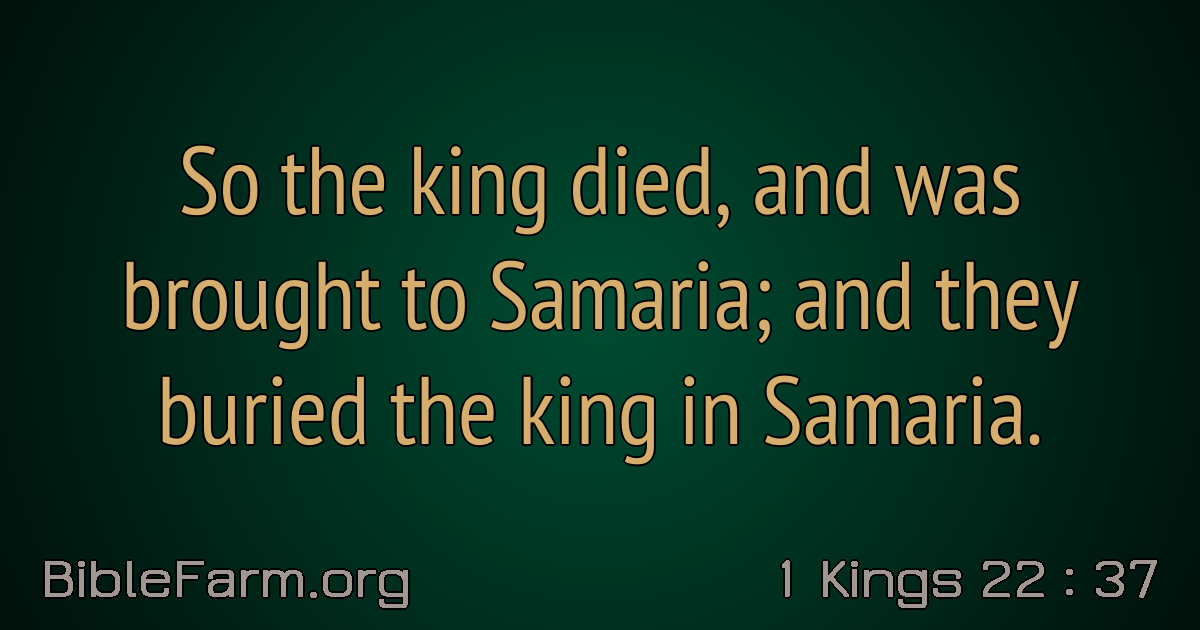 So the king died, and was
brought to Samaria; and they
buried the king in Samaria.
BibleFarm.org
1 Kings 22 : 37